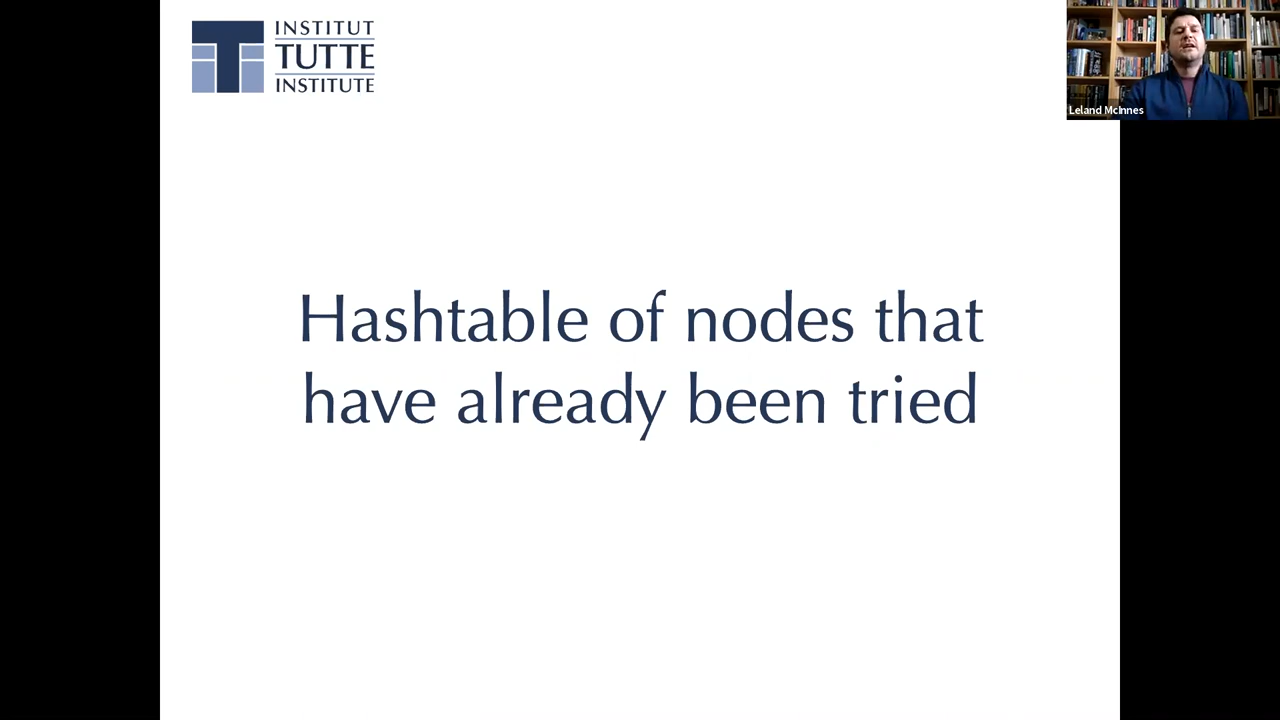 INSTITUT
TUTTE
INSTITUTE
Leland McInnes
Hashtable of nodes that
have already been tried